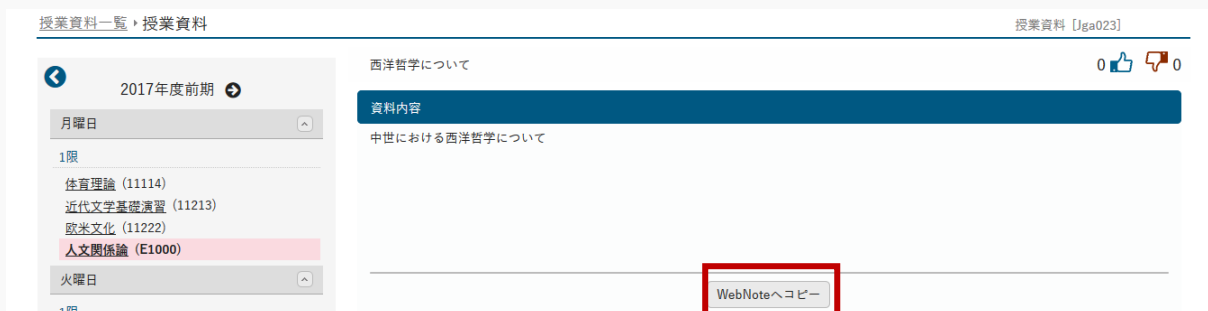 授業資料一覧 › 授業資料
授業資料 [Jga023]
2017年度前期
月曜日
1限
体育理論 (11114)
近代文学基礎演習 (11213)
欧米文化 (11222)
人文関係論 (E1000)
火曜日
1限
西洋哲学について
0 0
資料内容
中世における西洋哲学について
WebNoteへコピー